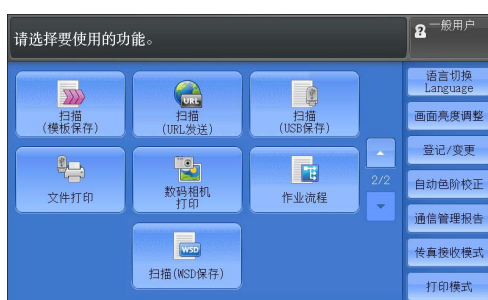 请选择要使用的功能。
一般用户
扫描
(模板保存)
扫描
(URL发送)
扫描
(USB保存)
文件打印
数码相机
打印
作业流程
扫描(WSD保存)
2/2
语言切换
Language
画面亮度调整
登记/变更
自动色阶校正
通信管理报告
传真接收模式
打印模式
URL
WSD